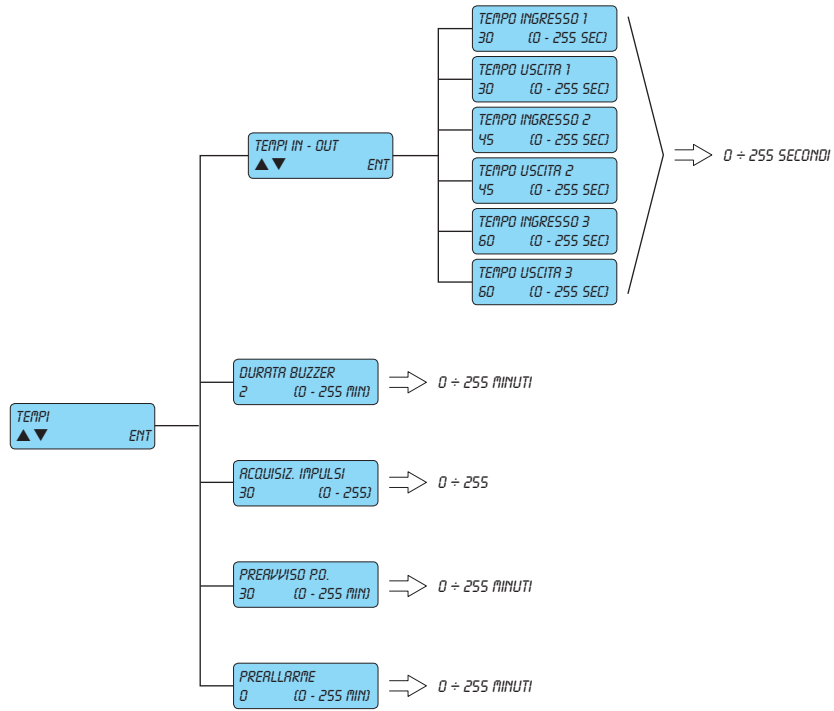 TEMPO INGRESSO 1
30 (0 - 255 SEC)
TEMPO USCITA 1
30 (0 - 255 SEC)
TEMPO INGRESSO 2
45 (0 - 255 SEC)
TEMPO USCITA 2
45 (0 - 255 SEC)
TEMPO INGRESSO 3
60 (0 - 255 SEC)
TEMPO USCITA 3
60 (0 - 255 SEC)
0 ÷ 255 SECONDI
TEMPI IN - OUT
▲ ▼ ENT
DURATA BUZZER
2 (0 - 255 MIN)
0 ÷ 255 MINUTI
TEMPI
▲ ▼ ENT
ACQUISIZ. IMPULSI
30 (0 - 255)
0 ÷ 255
PREAVVISO P.O.
30 (0 - 255 MIN)
0 ÷ 255 MINUTI
PREALLARME
0 (0 - 255 MIN)
0 ÷ 255 MINUTI